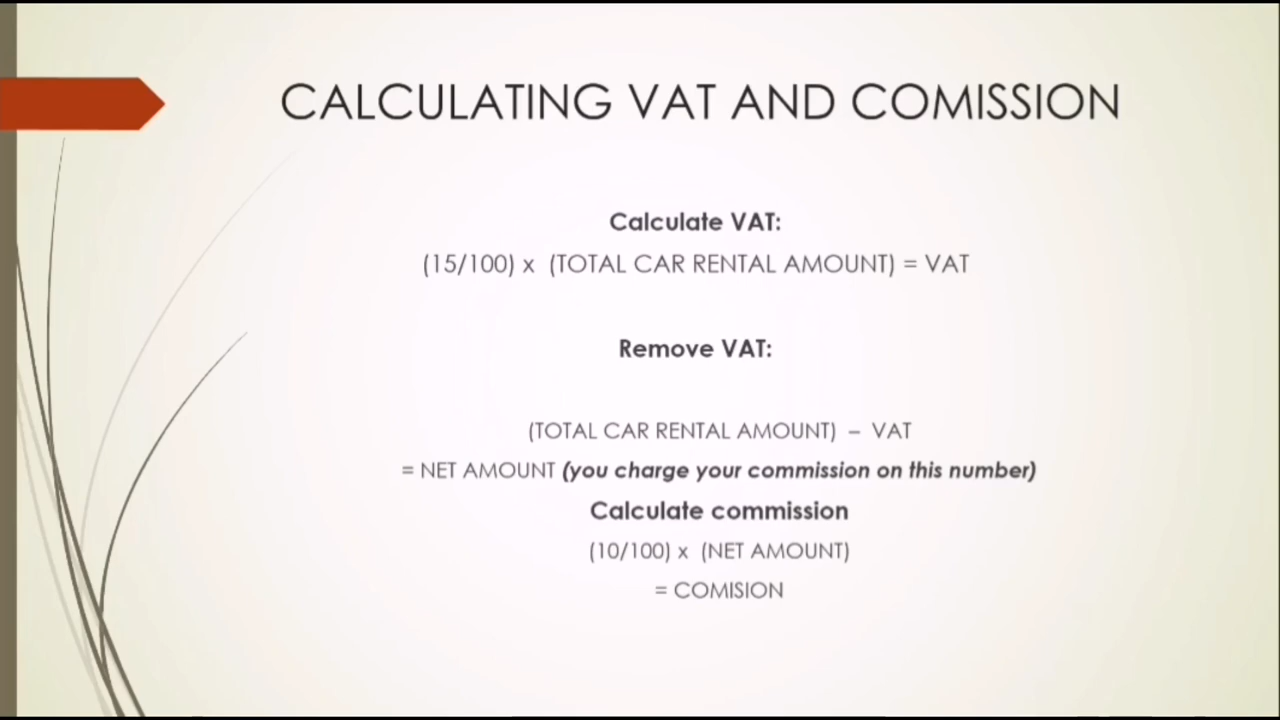 CALCULATING VAT AND COMISSION
Calculate VAT:
(15/100) x (TOTAL CAR RENTAL AMOUNT) = VAT
Remove VAT:
(TOTAL CAR RENTAL AMOUNT) – VAT
= NET AMOUNT (you charge your commission on this number)
Calculate commission
(10/100) x (NET AMOUNT)
= COMISION